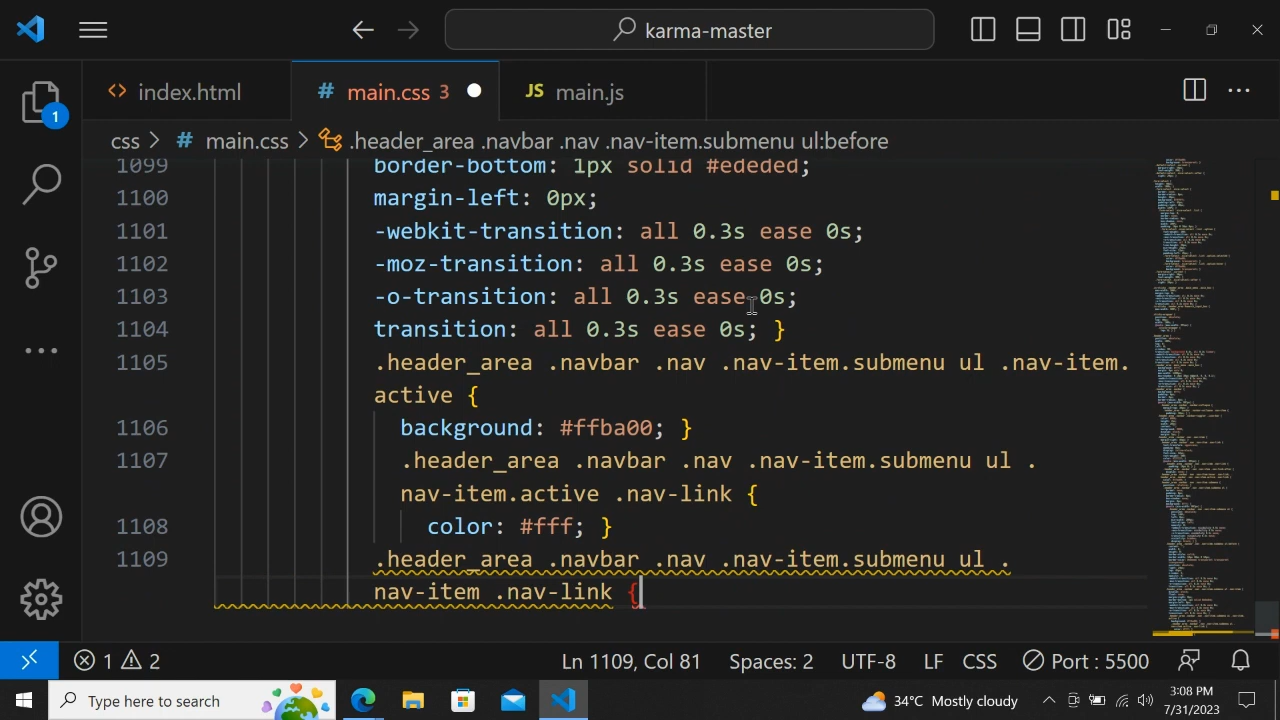 karma-master
index.html
# main.css 3
JS main.js
1
css > # main.css > .header_area .navbar .nav .nav-item.submenu ul:before
1099 border-bottom: 1px solid #ededed;
1100 margin-left: 0px;
1101 -webkit-transition: all 0.3s ease 0s;
1102 -moz-transition: all 0.3s ease 0s;
1103 -o-transition: all 0.3s ease 0s;
1104 transition: all 0.3s ease 0s; }
1105 .header_area .navbar .nav .nav-item.submenu ul .nav-item.
active {
1106 background: #ffba00; }
1107 .header_area .navbar .nav .nav-item.submenu ul .
nav-item.active .nav-link {
1108 color: #fff; }
1109 .header_area .navbar .nav .nav-item.submenu ul .
nav-item .nav-link {
1 2
Ln 1109, Col 81 Spaces: 2 UTF-8 LF CSS Port : 5500
Type here to search
34°C Mostly cloudy
3:08 PM
7/31/2023